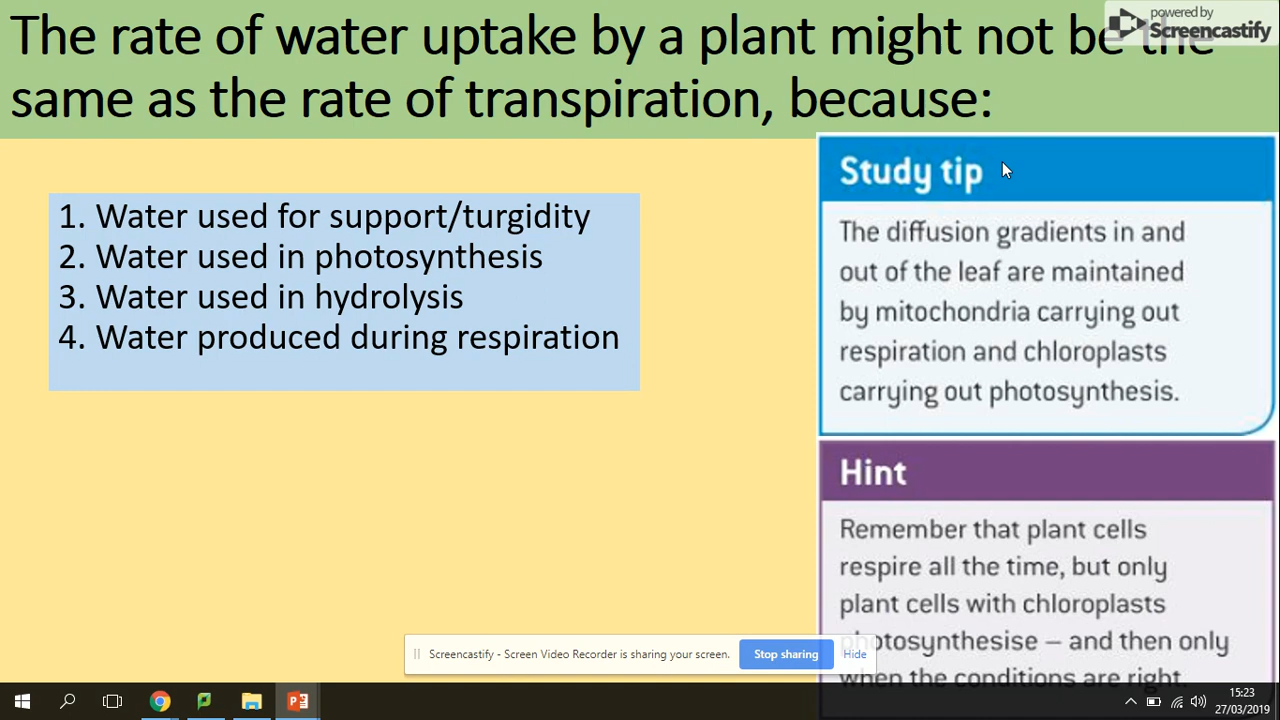 The rate of water uptake by a plant might not be the
same as the rate of transpiration, because:
powered by
Screencastify
1. Water used for support/turgidity
2. Water used in photosynthesis
3. Water used in hydrolysis
4. Water produced during respiration
Study tip
The diffusion gradients in and
out of the leaf are maintained
by mitochondria carrying out
respiration and chloroplasts
carrying out photosynthesis.
Hint
Remember that plant cells
respire all the time, but only
plant cells with chloroplasts
photosynthesise – and then only
when the conditions are right.
Screencastify - Screen Video Recorder is sharing your screen.
Stop sharing
Hide
15:23
27/03/2019